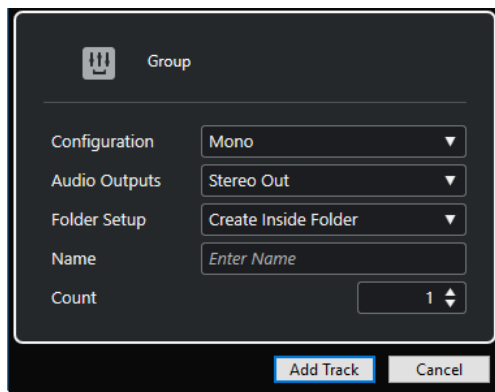 Group
Configuration Mono
Audio Outputs Stereo Out
Folder Setup Create Inside Folder
Name Enter Name
Count 1
Add Track Cancel